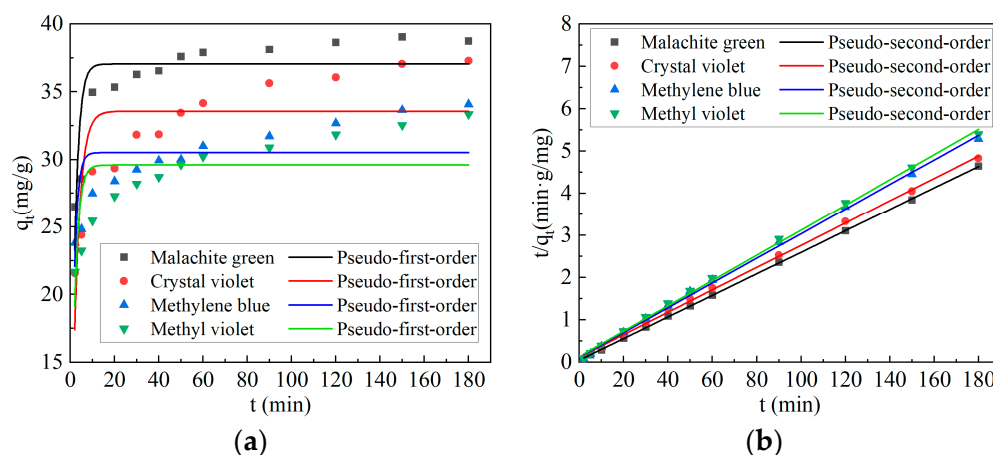 40
35
30
25
20
15
qt(mg/g)
Malachite green
Crystal violet
Methylene blue
Methyl violet
Pseudo-first-order
Pseudo-first-order
Pseudo-first-order
Pseudo-first-order
0 20 40 60 80 100 120 140 160 180
t (min)
(a)
8
7
6
5
4
3
2
1
0
t/qt(min·g/mg)
Malachite green
Crystal violet
Methylene blue
Methyl violet
Pseudo-second-order
Pseudo-second-order
Pseudo-second-order
Pseudo-second-order
0 20 40 60 80 100 120 140 160 180
t (min)
(b)